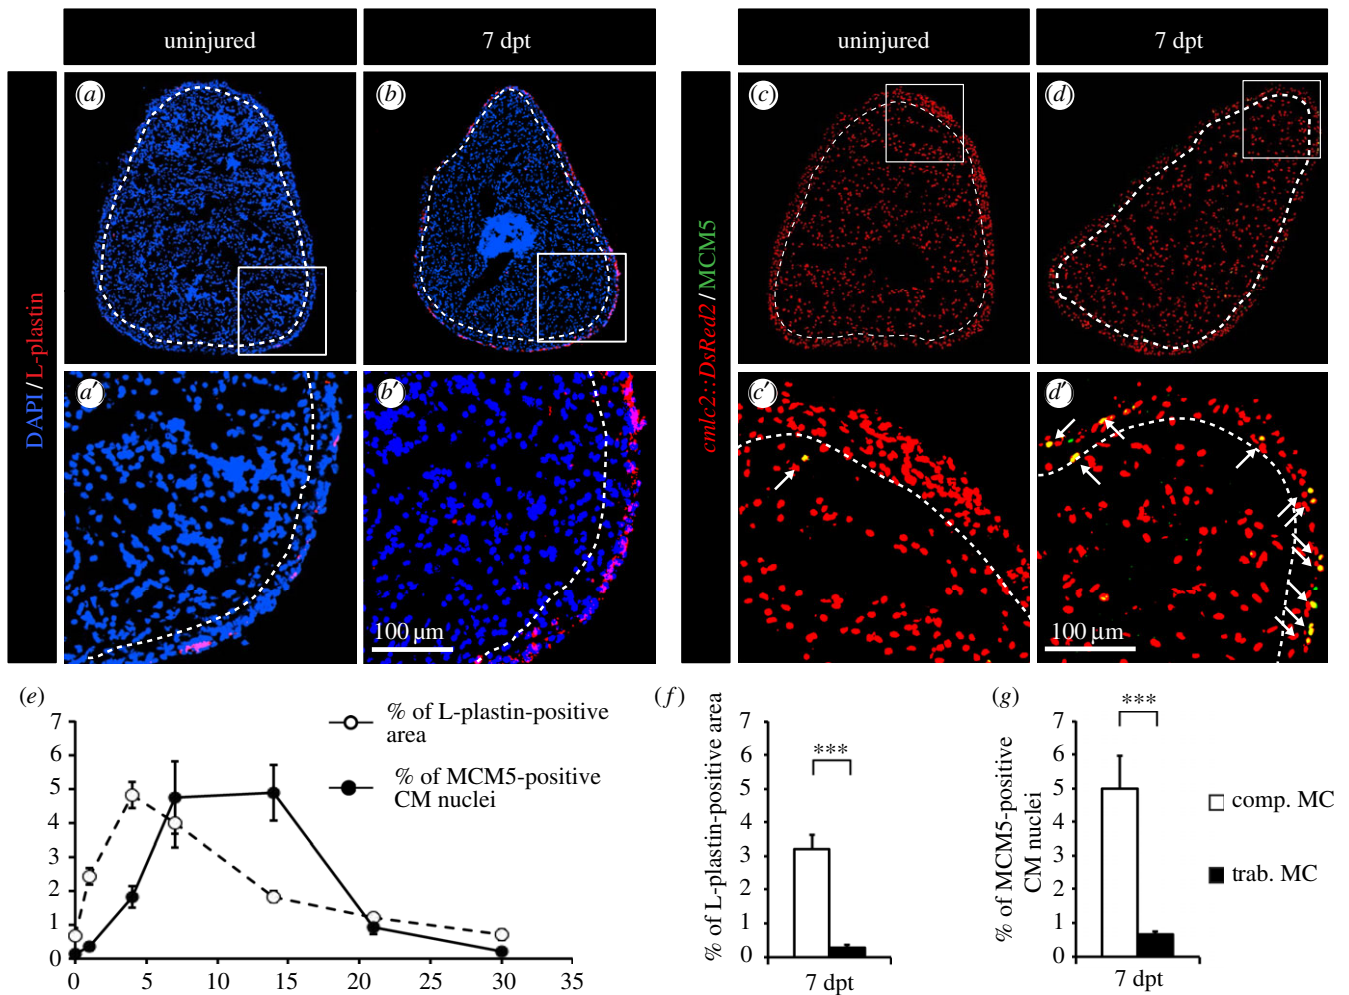 uninjured
7 dpt
uninjured
7 dpt
DAPI / L-plastin
(a)
(b)
(a′)
(b′)
100 µm
cmlc2::DsRed2 / MCM5
(c)
(d)
(c′)
(d′)
100 µm
(e)
7
6
5
4
3
2
1
0
0
5
10
15
20
25
30
35
% of L-plastin-positive
area
% of MCM5-positive
CM nuclei
(f)
% of L-plastin-positive area
7
6
5
4
3
2
1
0
***
7 dpt
(g)
% of MCM5-positive
CM nuclei
7
6
5
4
3
2
1
0
***
7 dpt
comp. MC
trab. MC